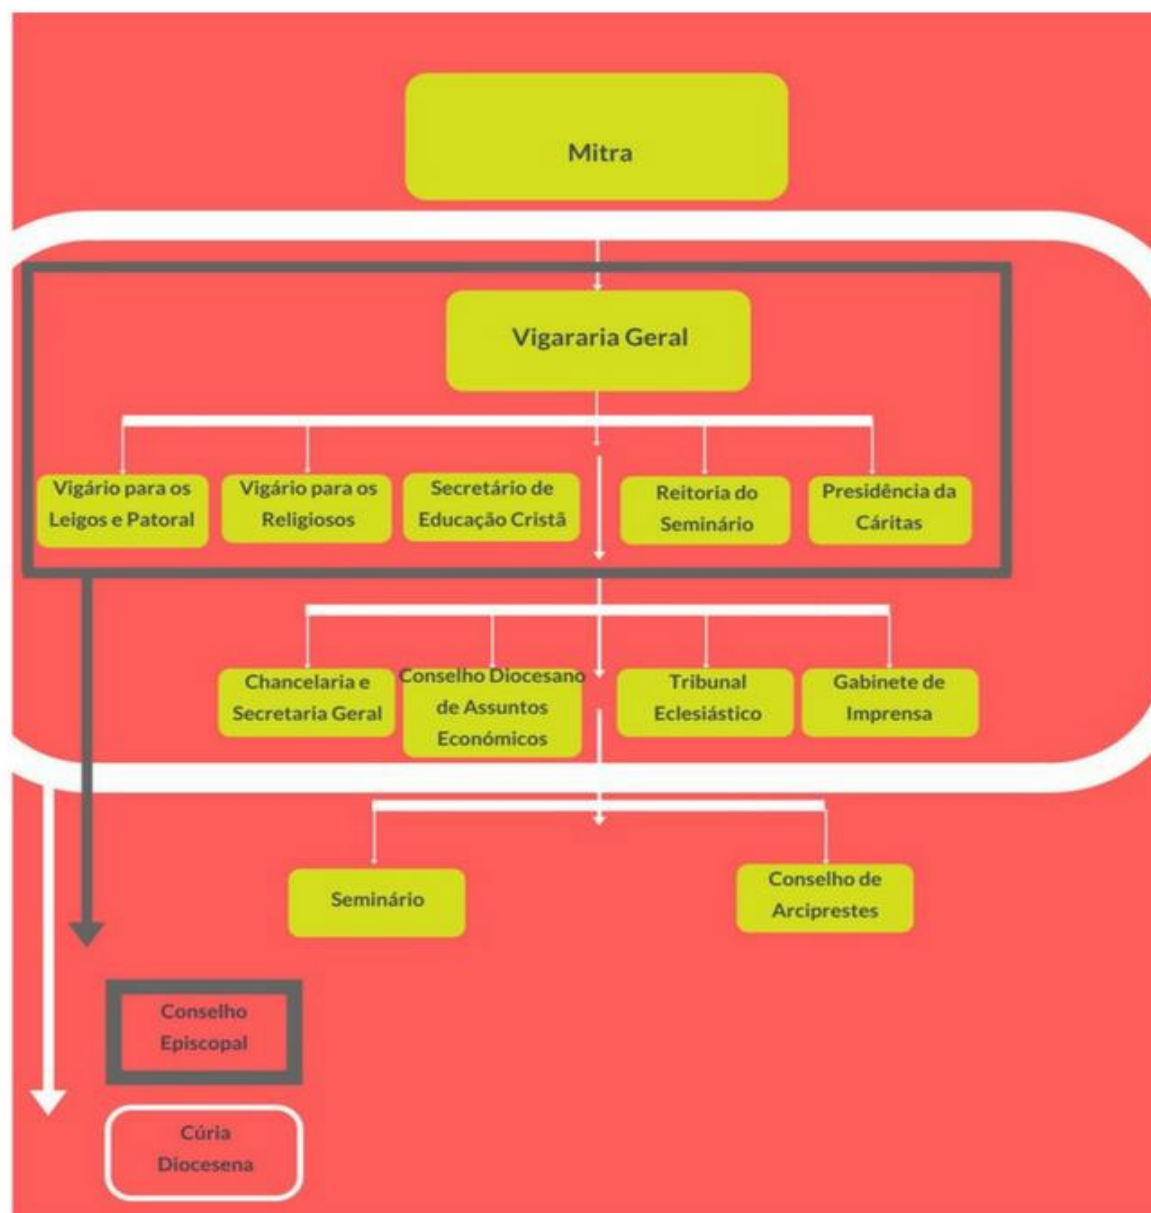 Mitra
Vigararia Geral
Vigário para os
Leigos e Patoral
Vigário para os
Religiosos
Secretário de
Educação Cristã
Reitoria do
Seminário
Presidência da
Cáritas
Chancelaria e
Secretaria Geral
Conselho Diocesano
de Assuntos
Económicos
Tribunal
Eclesiástico
Gabinete de
Imprensa
Seminário
Conselho de
Arciprestes
Conselho
Episcopal
Cúria
Diocesena